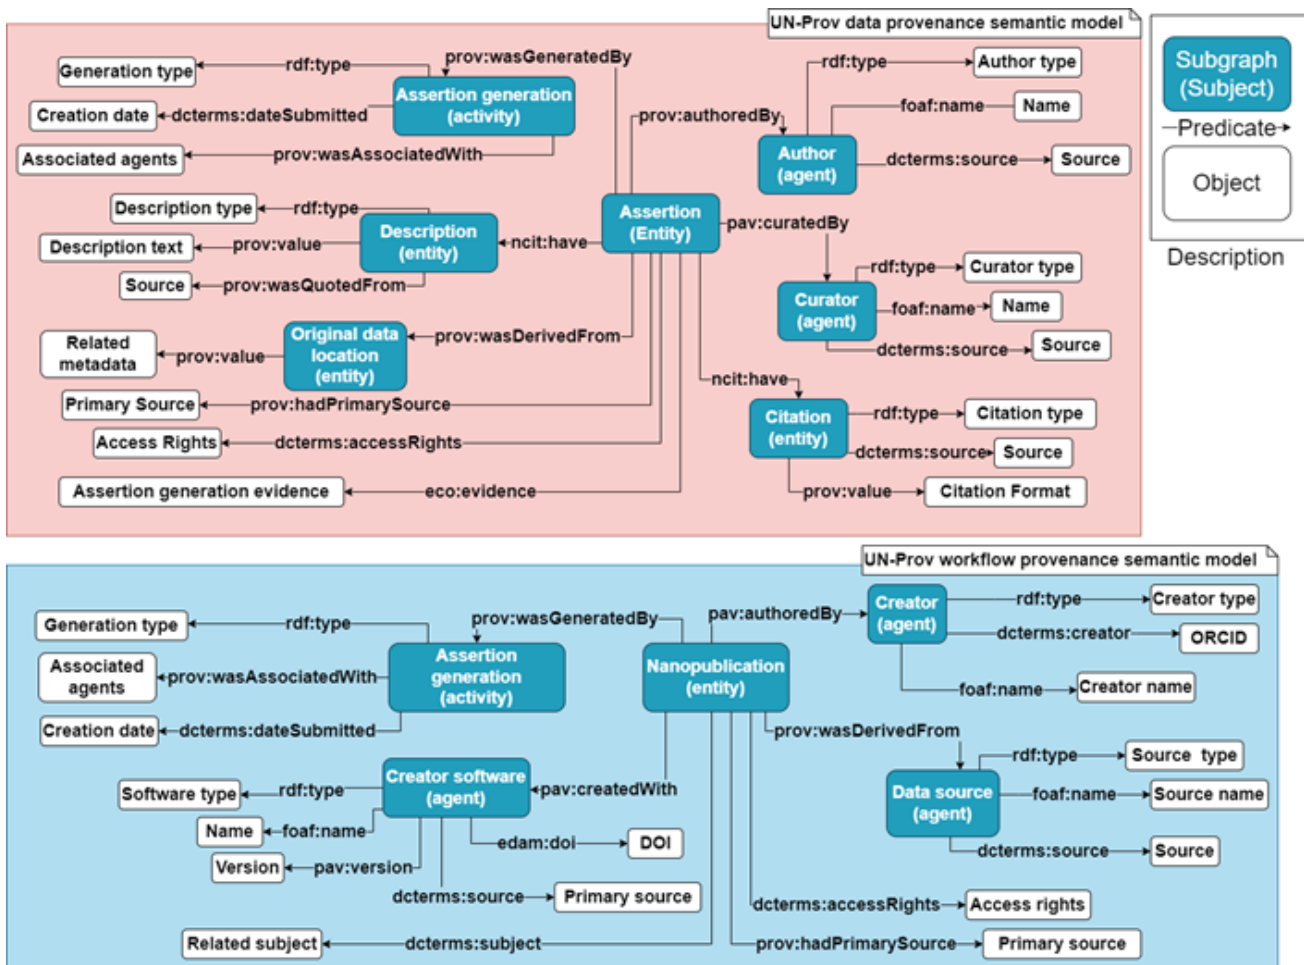 UN-Prov data provenance semantic model
Generation type
rdf:type
prov:wasGeneratedBy
Assertion generation
(activity)
Creation date
dcterms:dateSubmitted
Associated agents
prov:wasAssociatedWith
rdf:type
Author type
foaf:name
Name
prov:authoredBy
Author
(agent)
dcterms:source
Source
Description type
rdf:type
Description
(entity)
Description text
prov:value
Source
prov:wasQuotedFrom
ncit:have
Assertion
(Entity)
pav:curatedBy
rdf:type
Curator type
Curator
(agent)
foaf:name
Name
dcterms:source
Source
Original data
location
(entity)
prov:wasDerivedFrom
Related
metadata
prov:value
Primary Source
prov:hadPrimarySource
Access Rights
dcterms:accessRights
Assertion generation evidence
eco:evidence
ncit:have
Citation
(entity)
rdf:type
Citation type
dcterms:source
Source
prov:value
Citation Format
Subgraph
(Subject)
Predicate
Object
Description
UN-Prov workflow provenance semantic model
Generation type
rdf:type
prov:wasGeneratedBy
Assertion
generation
(activity)
Associated
agents
prov:wasAssociatedWith
Creation date
dcterms:dateSubmitted
Nanopublication
(entity)
pav:authoredBy
Creator
(agent)
rdf:type
Creator type
dcterms:creator
ORCID
foaf:name
Creator name
prov:wasDerivedFrom
Data source
(agent)
rdf:type
Source type
foaf:name
Source name
dcterms:source
Source
Creator software
(agent)
pav:createdWith
Software type
rdf:type
Name
foaf:name
Version
pav:version
edam:doi
DOI
dcterms:source
Primary source
Related subject
dcterms:subject
dcterms:accessRights
Access rights
prov:hadPrimarySource
Primary source